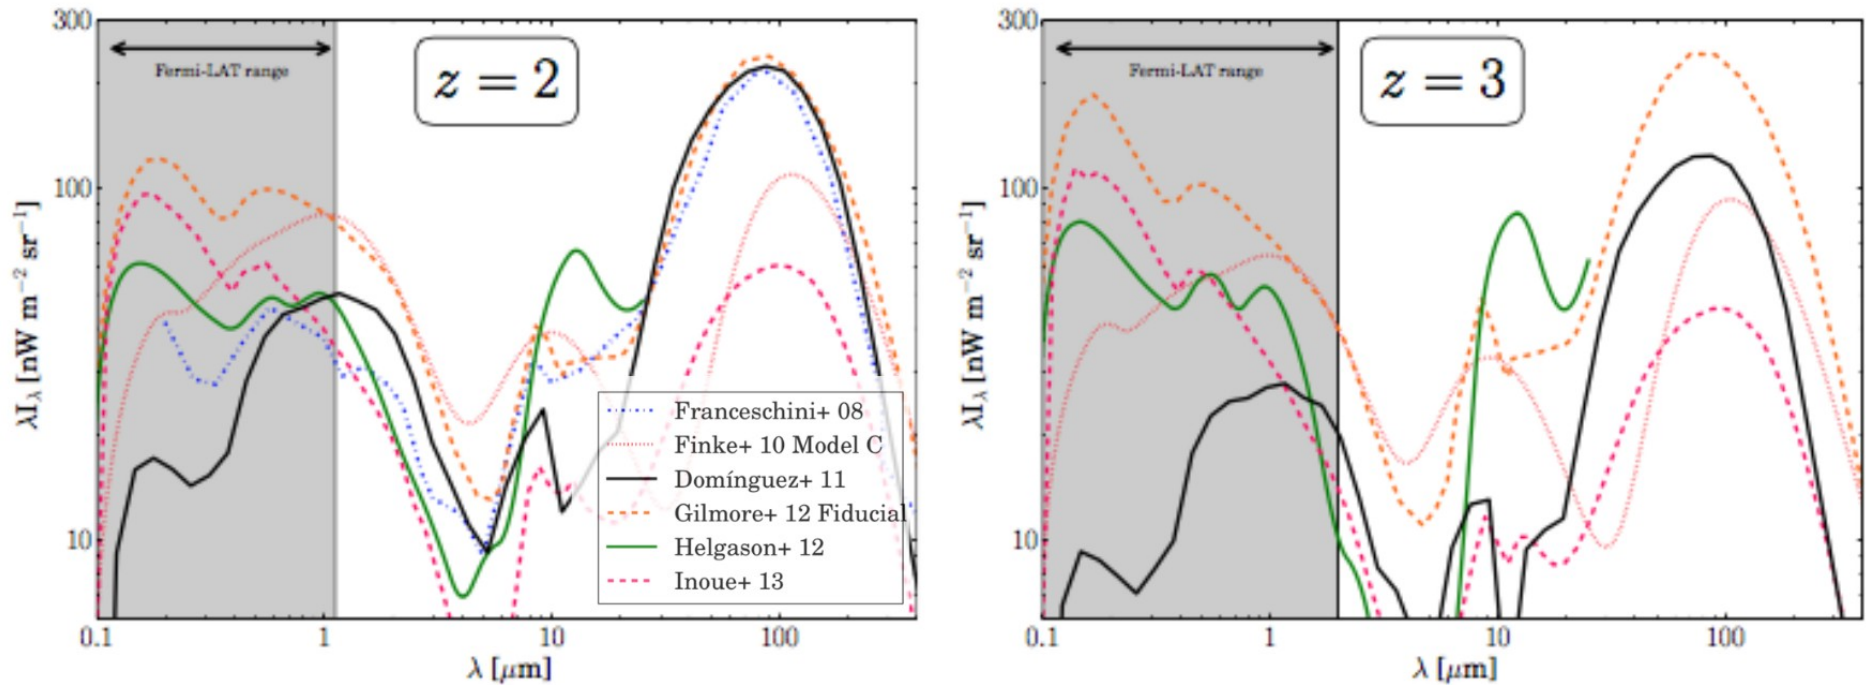 300
100
10
λI_λ [nW m⁻² sr⁻¹]
Fermi-LAT range
z = 2
Franceschini+ 08
Finke+ 10 Model C
Domínguez+ 11
Gilmore+ 12 Fiducial
Helgason+ 12
Inoue+ 13
0.1 1 10 100
λ [μm]
300
100
10
λI_λ [nW m⁻² sr⁻¹]
Fermi-LAT range
z = 3
0.1 1 10 100
λ [μm]